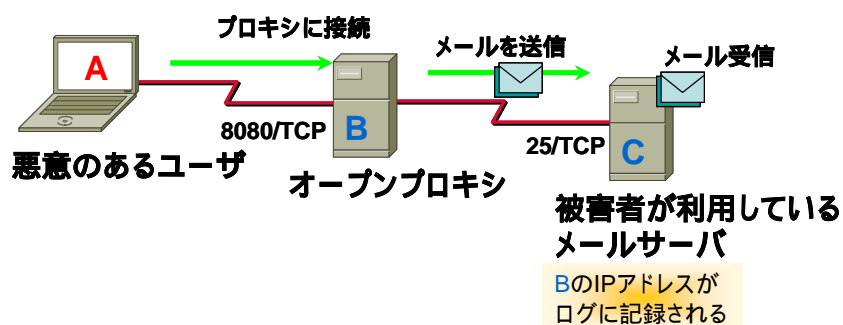 プロキシに接続
メールを送信
メール受信
A
8080/TCP
B
25/TCP
C
悪意のあるユーザ
オープンプロキシ
被害者が利用している
メールサーバ
BのIPアドレスが
ログに記録される